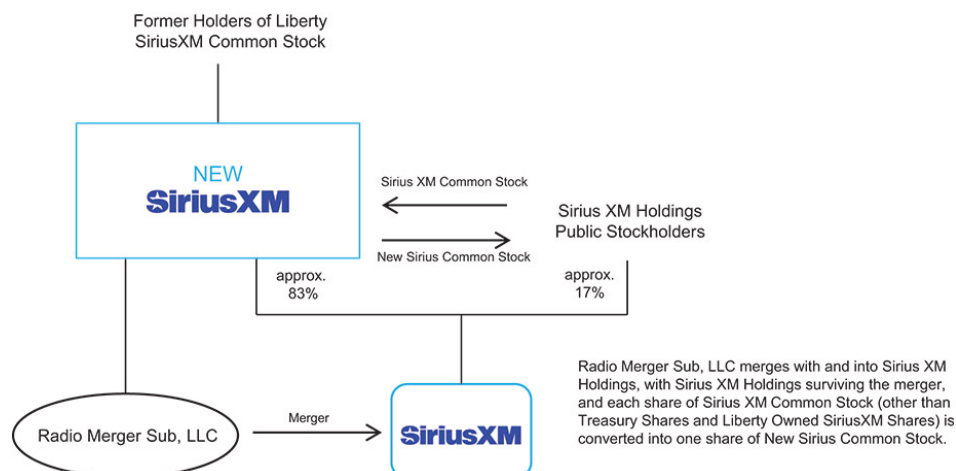 Former Holders of Liberty
SiriusXM Common Stock
NEW
SiriusXM
Sirius XM Common Stock
New Sirius Common Stock
Sirius XM Holdings
Public Stockholders
approx.
83%
approx.
17%
Radio Merger Sub, LLC
Merger
SiriusXM
Radio Merger Sub, LLC merges with and into Sirius XM
Holdings, with Sirius XM Holdings surviving the merger,
and each share of Sirius XM Common Stock (other than
Treasury Shares and Liberty Owned SiriusXM Shares) is
converted into one share of New Sirius Common Stock.